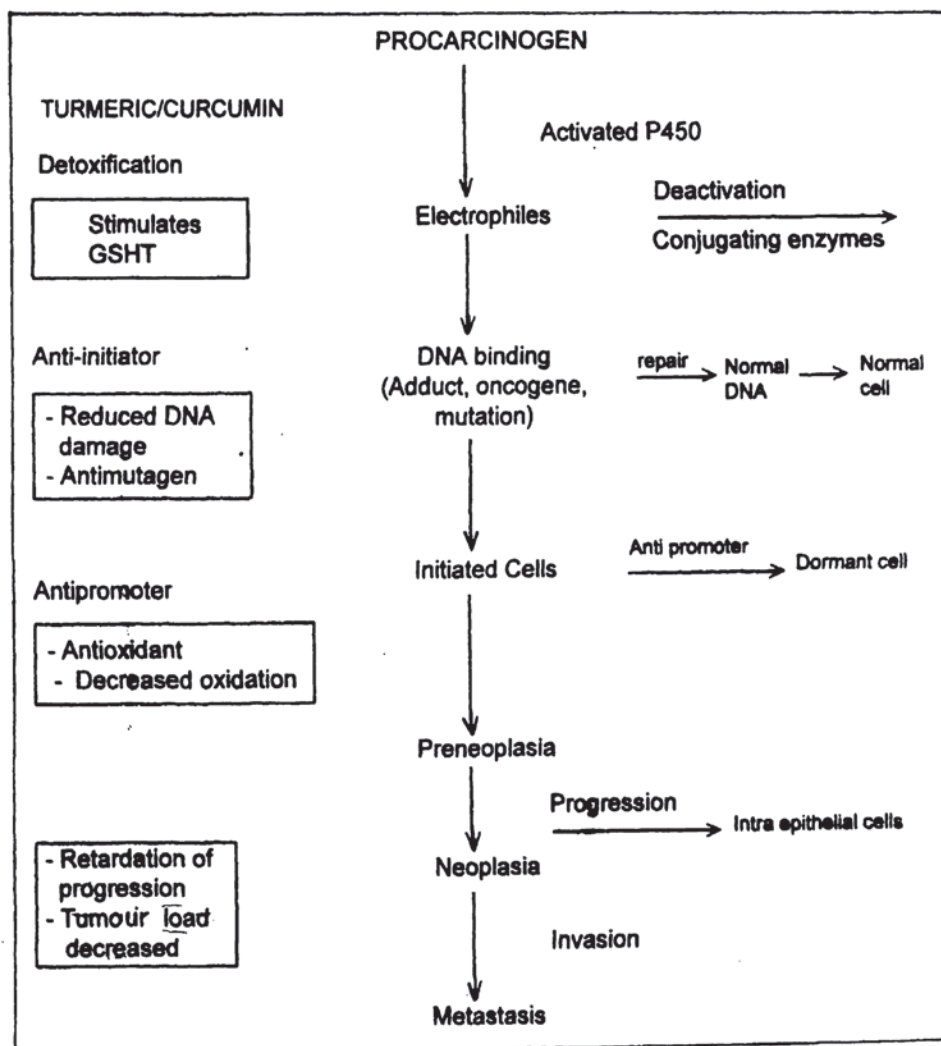 PROCARCINOGEN
TURMERIC/CURCUMIN
Activated P450
Detoxification
Deactivation
Stimulates
GSHT
Electrophiles
Conjugating enzymes
Anti-initiator
DNA binding
(Adduct, oncogene,
mutation)
repair
Normal
DNA
Normal
cell
- Reduced DNA
damage
- Antimutagen
Initiated Cells
Anti promoter
Dormant cell
Antipromoter
- Antioxidant
- Decreased oxidation
Preneoplasia
Progression
Intra epithelial cells
- Retardation of
progression
- Tumour load
decreased
Neoplasia
Invasion
Metastasis